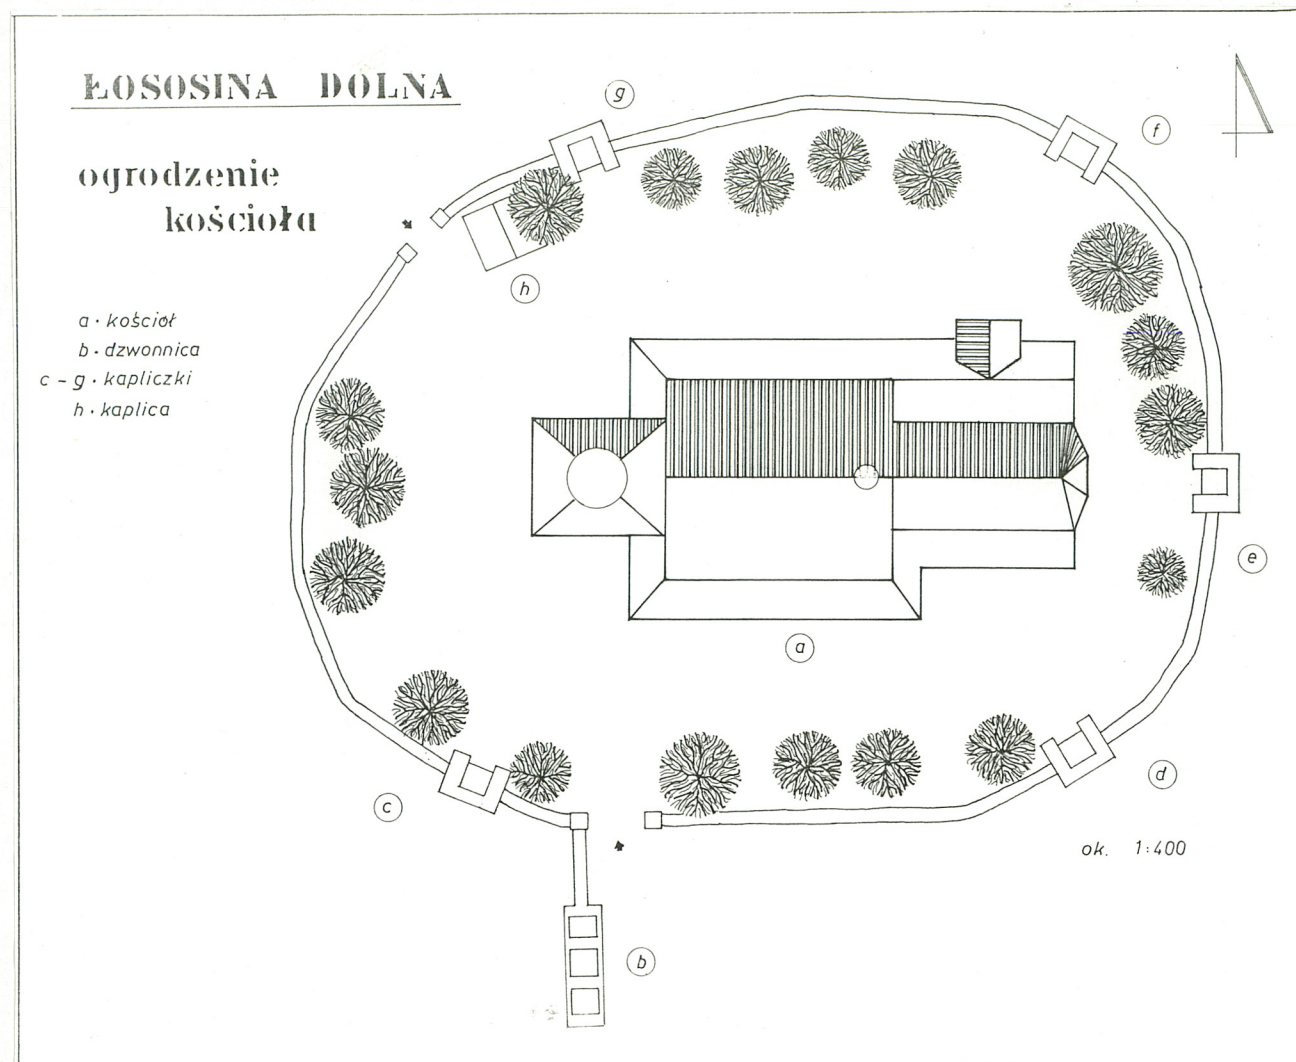 ŁOSOSINA DOLNA
ogrodzenie
kościoła
a · kościół
b · dzwonnica
c - g · kapliczki
h · kaplica
g
f
h
e
a
d
c
ok. 1:400
b